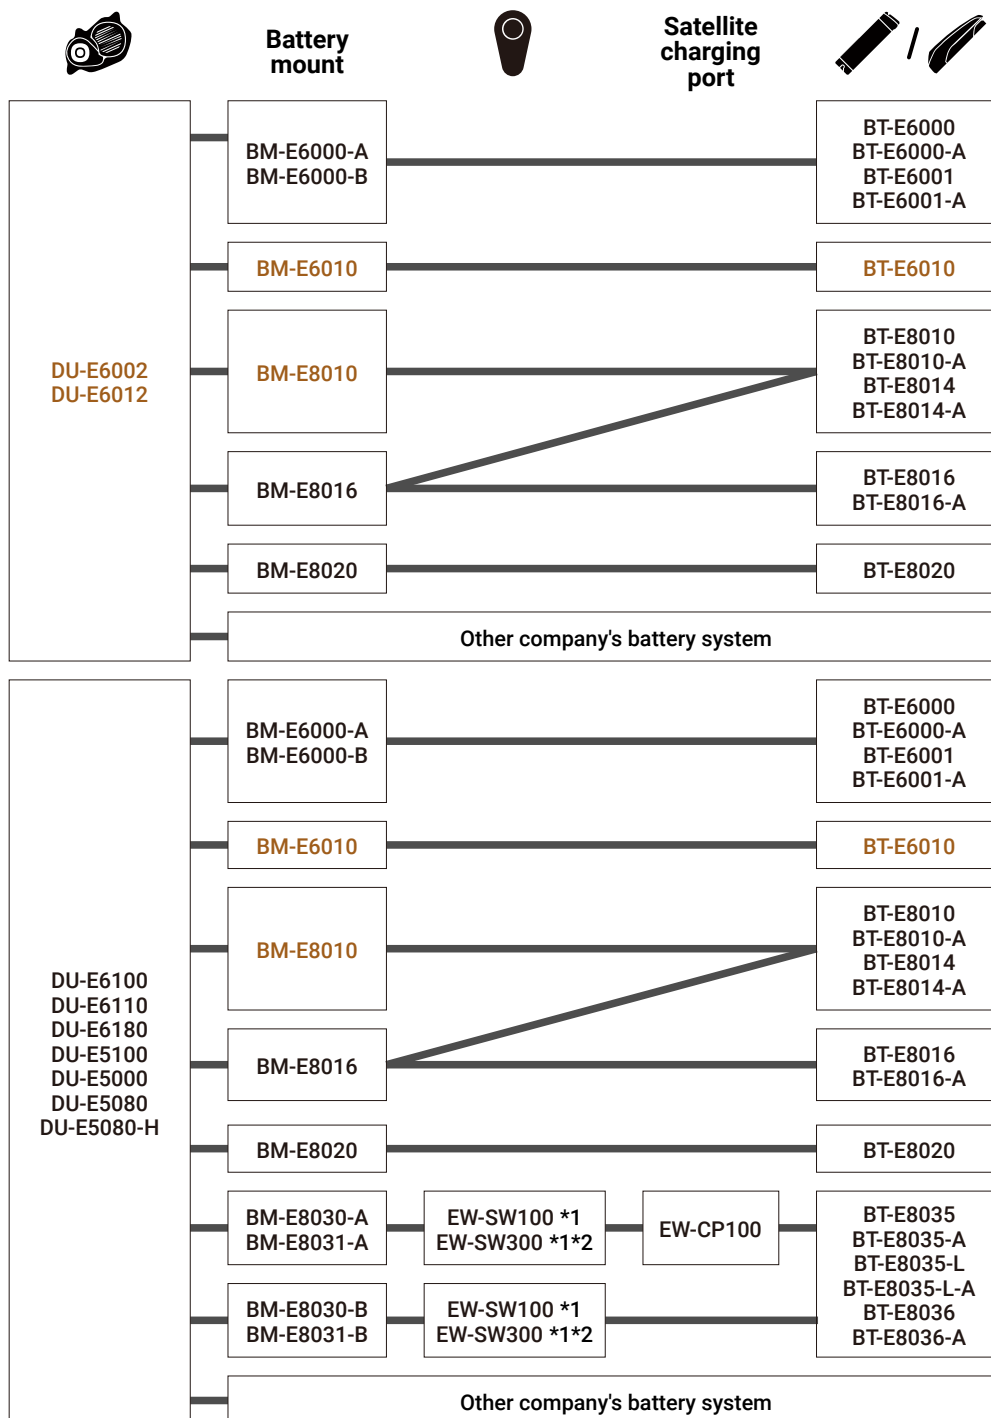 Battery
mount
Satellite
charging
port
DU-E6002
DU-E6012
BM-E6000-A
BM-E6000-B
BT-E6000
BT-E6000-A
BT-E6001
BT-E6001-A
BM-E6010
BT-E6010
BM-E8010
BT-E8010
BT-E8010-A
BT-E8014
BT-E8014-A
BM-E8016
BT-E8016
BT-E8016-A
BM-E8020
BT-E8020
Other company's battery system
DU-E6100
DU-E6110
DU-E6180
DU-E5100
DU-E5000
DU-E5080
DU-E5080-H
BM-E6000-A
BM-E6000-B
BT-E6000
BT-E6000-A
BT-E6001
BT-E6001-A
BM-E6010
BT-E6010
BM-E8010
BT-E8010
BT-E8010-A
BT-E8014
BT-E8014-A
BM-E8016
BT-E8016
BT-E8016-A
BM-E8020
BT-E8020
BM-E8030-A
BM-E8031-A
EW-SW100 *1
EW-SW300 *1*2
EW-CP100
BT-E8035
BT-E8035-A
BT-E8035-L
BT-E8035-L-A
BT-E8036
BT-E8036-A
BM-E8030-B
BM-E8031-B
EW-SW100 *1
EW-SW300 *1*2
Other company's battery system